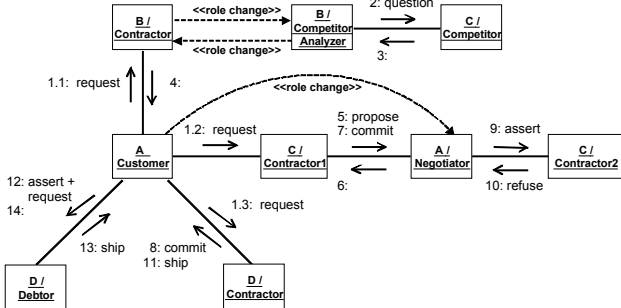 2: question
B /
Contractor
<<role change>>
B /
Competitor
Analyzer
C /
Competitor
<<role change>>
3:
1.1: request
4:
<<role change>>
A
Customer
1.2: request
C /
Contractor1
5: propose
7: commit
6:
A /
Negotiator
9: assert
10: refuse
C /
Contractor2
12: assert +
request
14:
13: ship
1.3: request
8: commit
11: ship
D /
Debtor
D /
Contractor